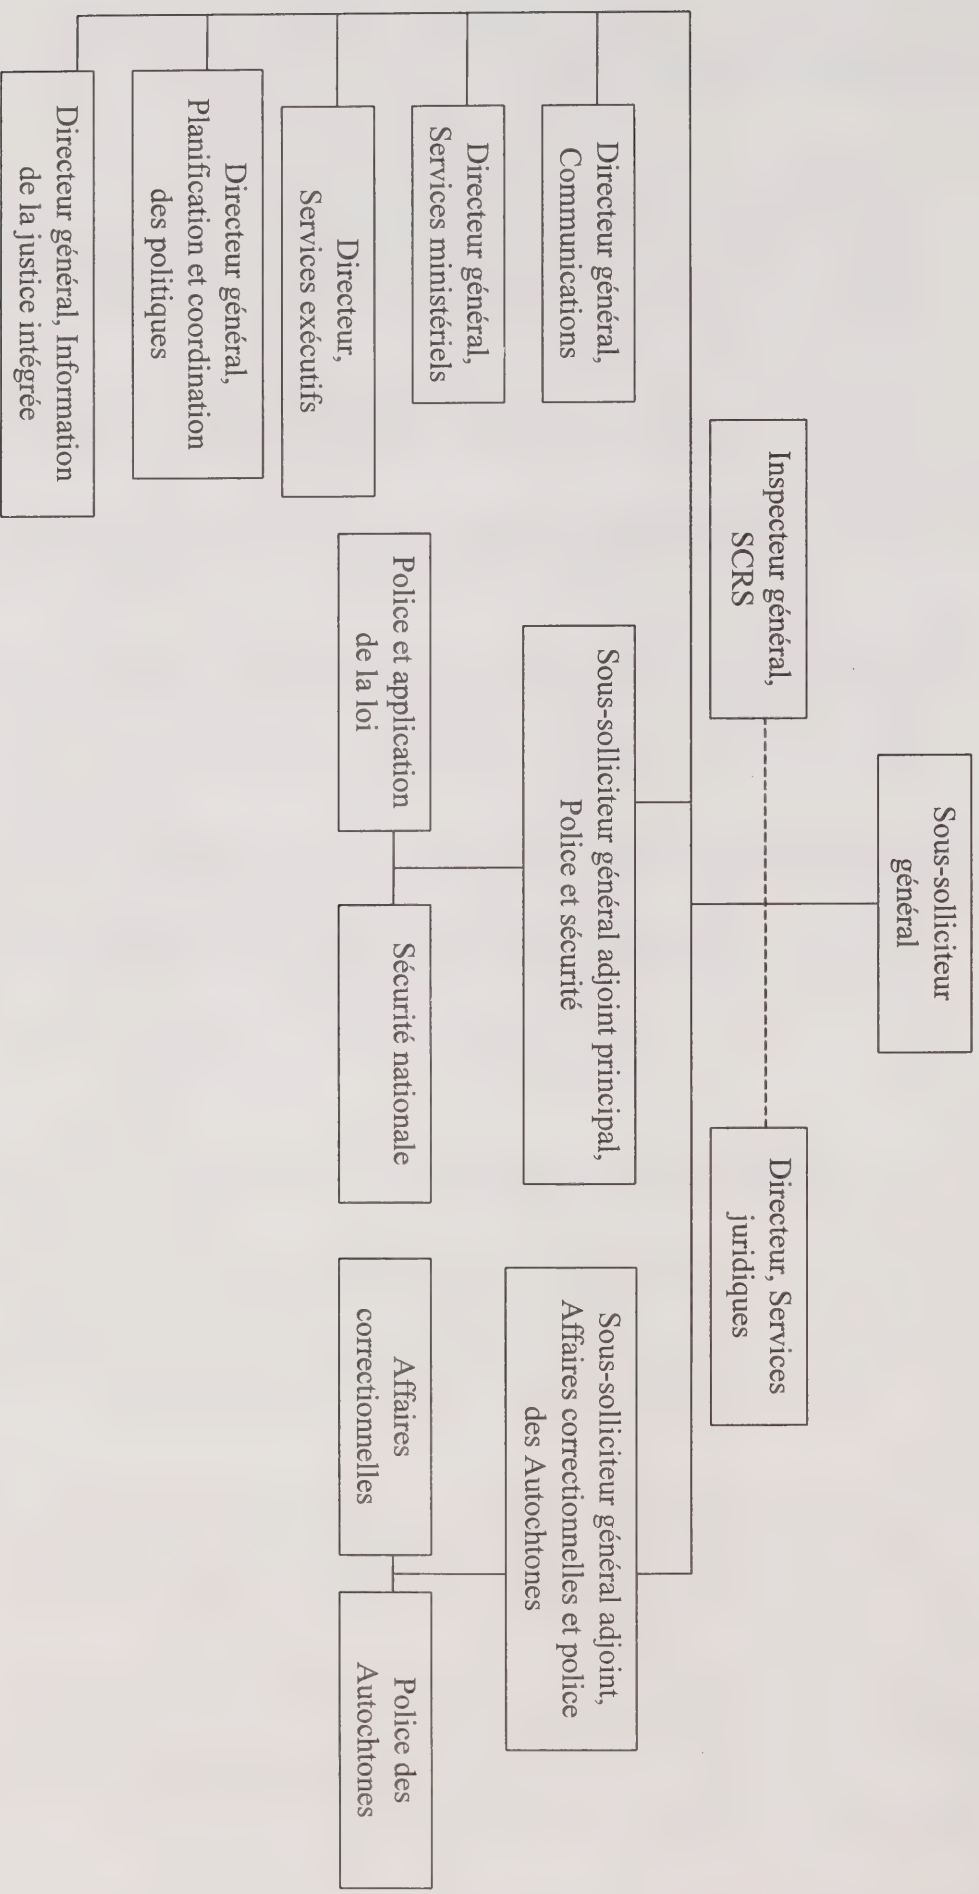 Sous-solliciteur
général
Inspecteur général,
SCRS
Directeur, Services
juridiques
Directeur général,
Communications
Directeur général,
Services ministériels
Directeur,
Services exécutifs
Directeur général,
Planification et coordination
des politiques
Directeur général, Information
de la justice intégrée
Sous-solliciteur général adjoint principal,
Police et sécurité
Police et application
de la loi
Sécurité nationale
Sous-solliciteur général adjoint,
Affaires correctionnelles et police
des Autochtones
Affaires
correctionnelles
Police des
Autochtones